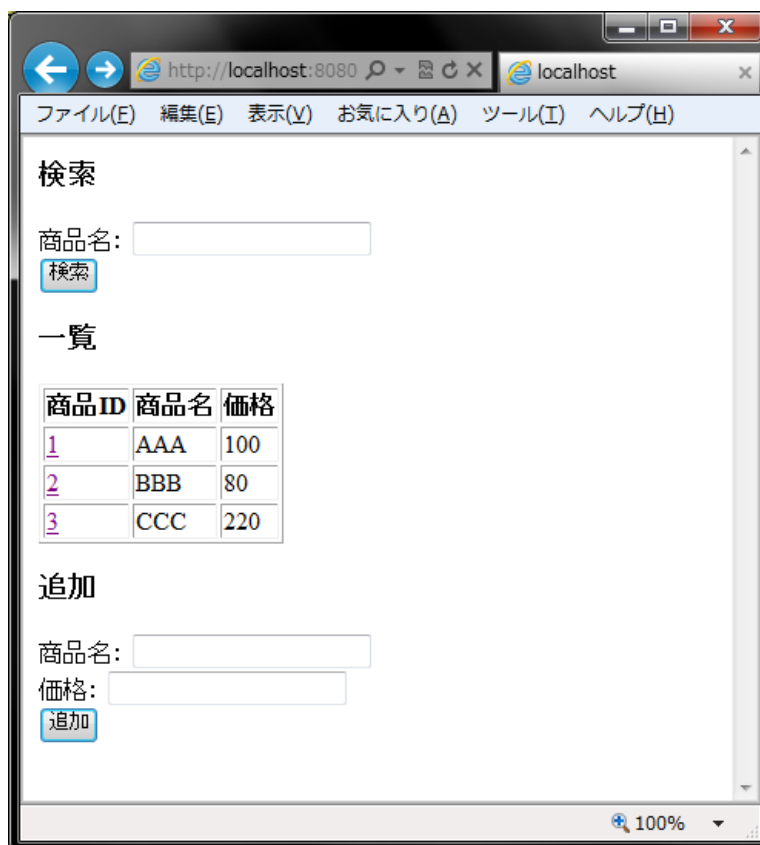 http://localhost:8080
localhost
ファイル(F) 編集(E) 表示(V) お気に入り(A) ツール(T) ヘルプ(H)
検索
商品名:
検索
一覧
商品ID 商品名 価格
1 AAA 100
2 BBB 80
3 CCC 220
追加
商品名:
価格:
追加
100%